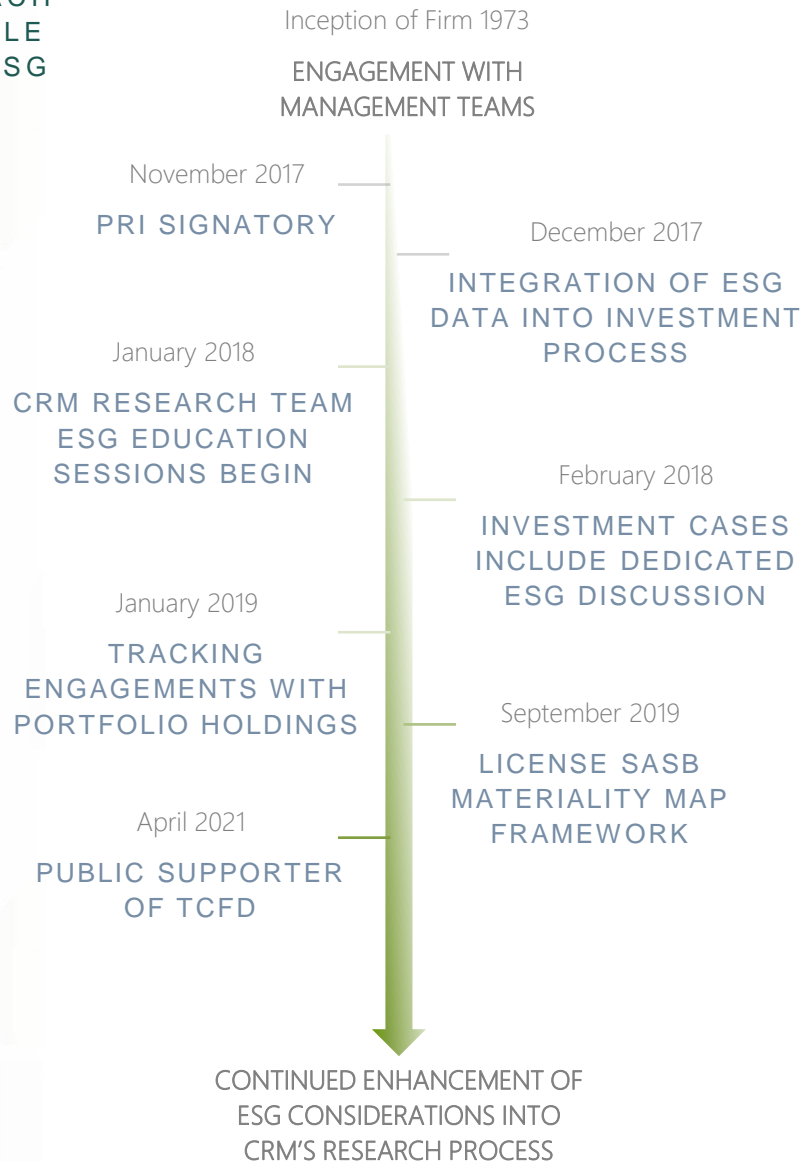 LE
SG
Inception of Firm 1973
ENGAGEMENT WITH
MANAGEMENT TEAMS
November 2017
PRI SIGNATORY
December 2017
INTEGRATION OF ESG
DATA INTO INVESTMENT
PROCESS
January 2018
CRM RESEARCH TEAM
ESG EDUCATION
SESSIONS BEGIN
February 2018
INVESTMENT CASES
INCLUDE DEDICATED
ESG DISCUSSION
January 2019
TRACKING
ENGAGEMENTS WITH
PORTFOLIO HOLDINGS
September 2019
LICENSE SASB
MATERIALITY MAP
FRAMEWORK
April 2021
PUBLIC SUPPORTER
OF TCFD
CONTINUED ENHANCEMENT OF
ESG CONSIDERATIONS INTO
CRM'S RESEARCH PROCESS